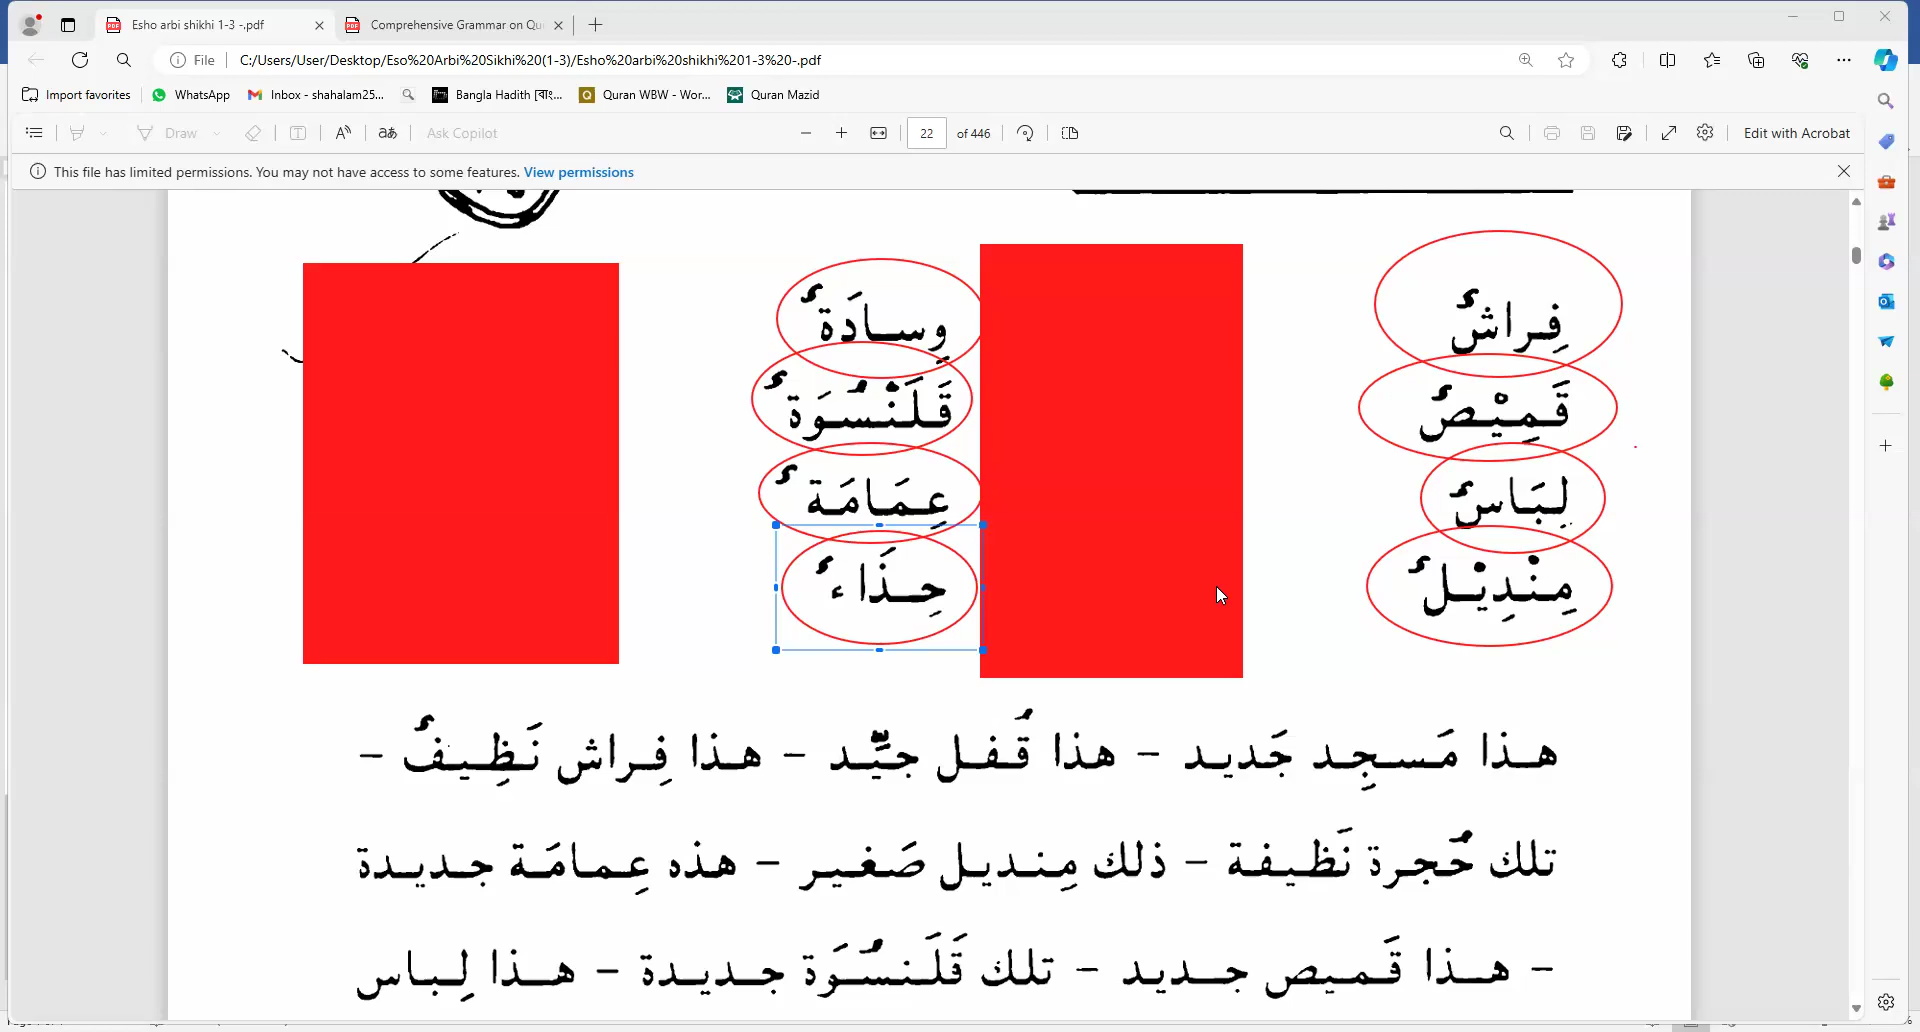 Esho arbi shikhi 1-3 -.pdf
Comprehensive Grammar on Qu
File C:/Users/User/Desktop/Eso%20Arbi%20Sikhi%20(1-3)/Esho%20arbi%20shikhi%201-3%20-.pdf
Import favorites WhatsApp Inbox - shahalam25... Bangla Hadith [বাং... Quran WBW - Wor... Quran Mazid
Draw Ask Copilot 22 of 446 Edit with Acrobat
This file has limited permissions. You may not have access to some features. View permissions
فِراشٌ وِسادَةٌ
قَمِيْصٌ قَلَنْسُوَةٌ
لِبَاسٌ عِمَامَةٌ
مِنْدِيْلٌ حِذَاءٌ
هذا مَسجِد جَديد – هذا قُفل جيِّد – هذا فِراش نَظِيفٌ –
تلك حُجرة نَظيفة – ذلك مِنديل صَغير – هذه عِمامَة جديدة
– هذا قَميص جديد – تلك قَلَنسُوَة جديدة – هذا لِباس